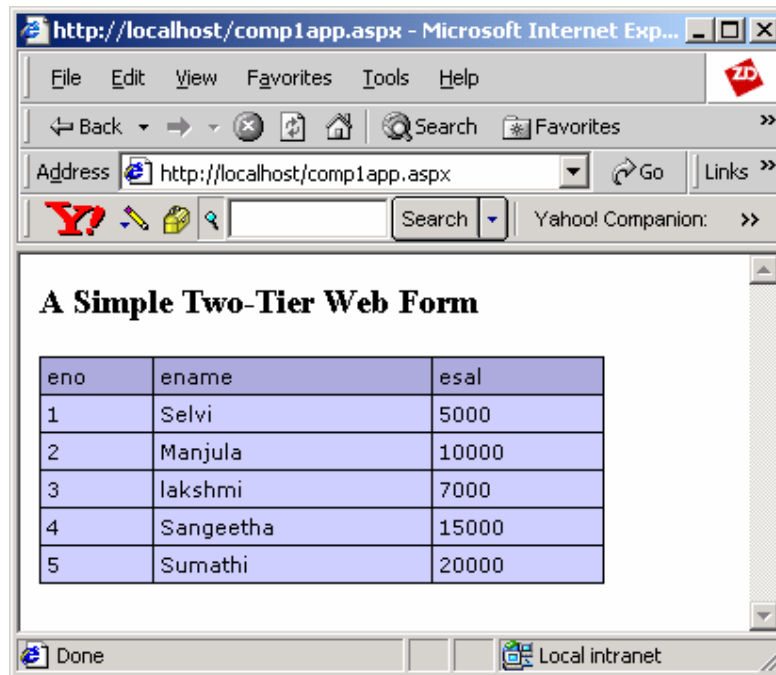 http://localhost/comp1app.aspx - Microsoft Internet Exp...
File Edit View Favorites Tools Help
ZD
Back Search Favorites »
Address http://localhost/comp1app.aspx Go Links »
Y! Search Yahoo! Companion: »
A Simple Two-Tier Web Form
eno ename esal
1 Selvi 5000
2 Manjula 10000
3 lakshmi 7000
4 Sangeetha 15000
5 Sumathi 20000
Done Local intranet